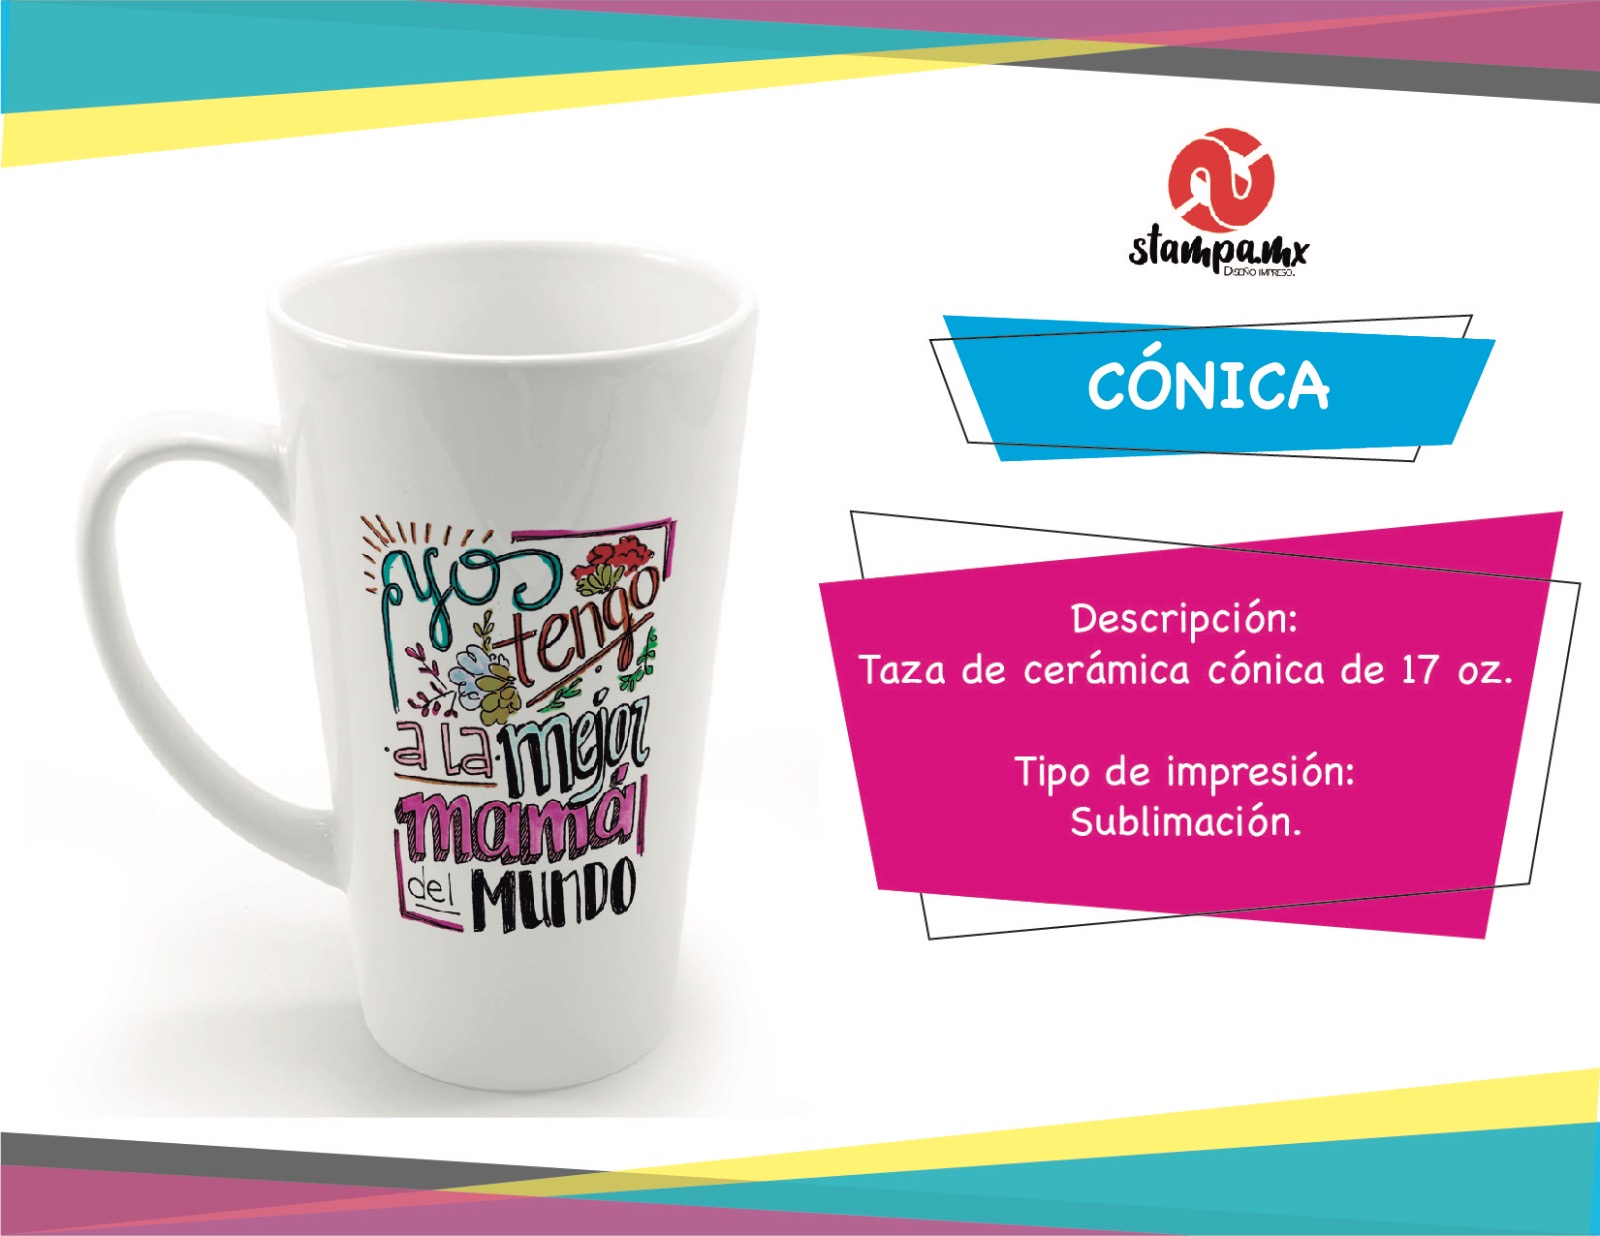 stampa.mx
DISEÑO IMPRESO.
CÓNICA
Descripción:
Taza de cerámica cónica de 17 oz.
Tipo de impresión:
Sublimación.
yo
tengo
a la mejor
mamá
del MUNDO